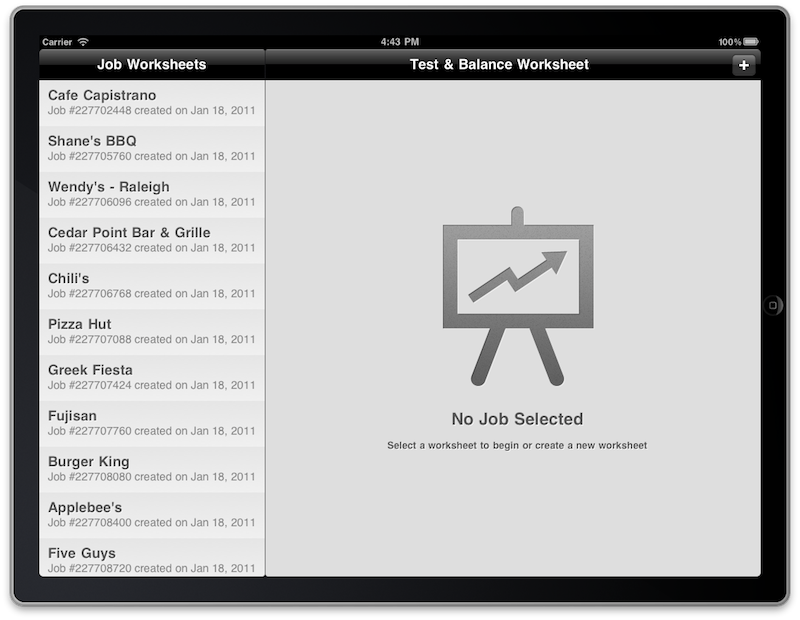 Carrier 4:43 PM 100%
Job Worksheets
Cafe Capistrano
Job #227702448 created on Jan 18, 2011
Shane's BBQ
Job #227705760 created on Jan 18, 2011
Wendy's - Raleigh
Job #227706096 created on Jan 18, 2011
Cedar Point Bar & Grille
Job #227706432 created on Jan 18, 2011
Chili's
Job #227706768 created on Jan 18, 2011
Pizza Hut
Job #227707088 created on Jan 18, 2011
Greek Fiesta
Job #227707424 created on Jan 18, 2011
Fujisan
Job #227707760 created on Jan 18, 2011
Burger King
Job #227708080 created on Jan 18, 2011
Applebee's
Job #227708400 created on Jan 18, 2011
Five Guys
Job #227708720 created on Jan 18, 2011
Test & Balance Worksheet +
No Job Selected
Select a worksheet to begin or create a new worksheet